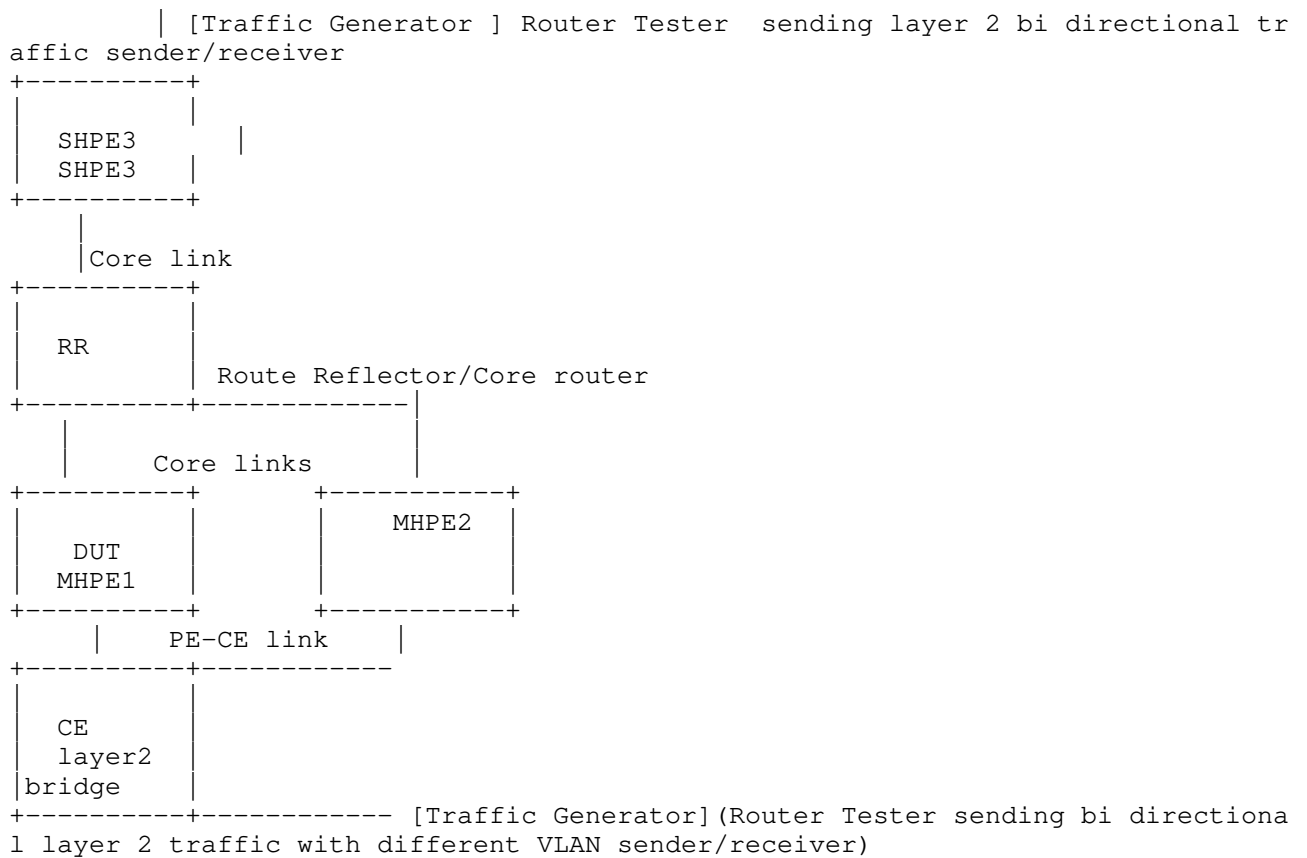 | [Traffic Generator ] Router Tester  sending layer 2 bi directional tr
affic sender/receiver
+----------+
|          |
|  SHPE3      |
|  SHPE3   |
+----------+
|
|Core link
+----------+
|          |
|  RR      |
|          | Route Reflector/Core router
+----------+-------------|
|                    |
|     Core links     |
+----------+       +-----------+
|          |       |    MHPE2  |
|   DUT    |       |           |
|  MHPE1   |       |           |
+----------+       +-----------+
|    PE-CE link    |
+----------+------------
|          |
|  CE      |
|  layer2  |
|bridge    |
+----------+------------ [Traffic Generator](Router Tester sending bi directiona
l layer 2 traffic with different VLAN sender/receiver)